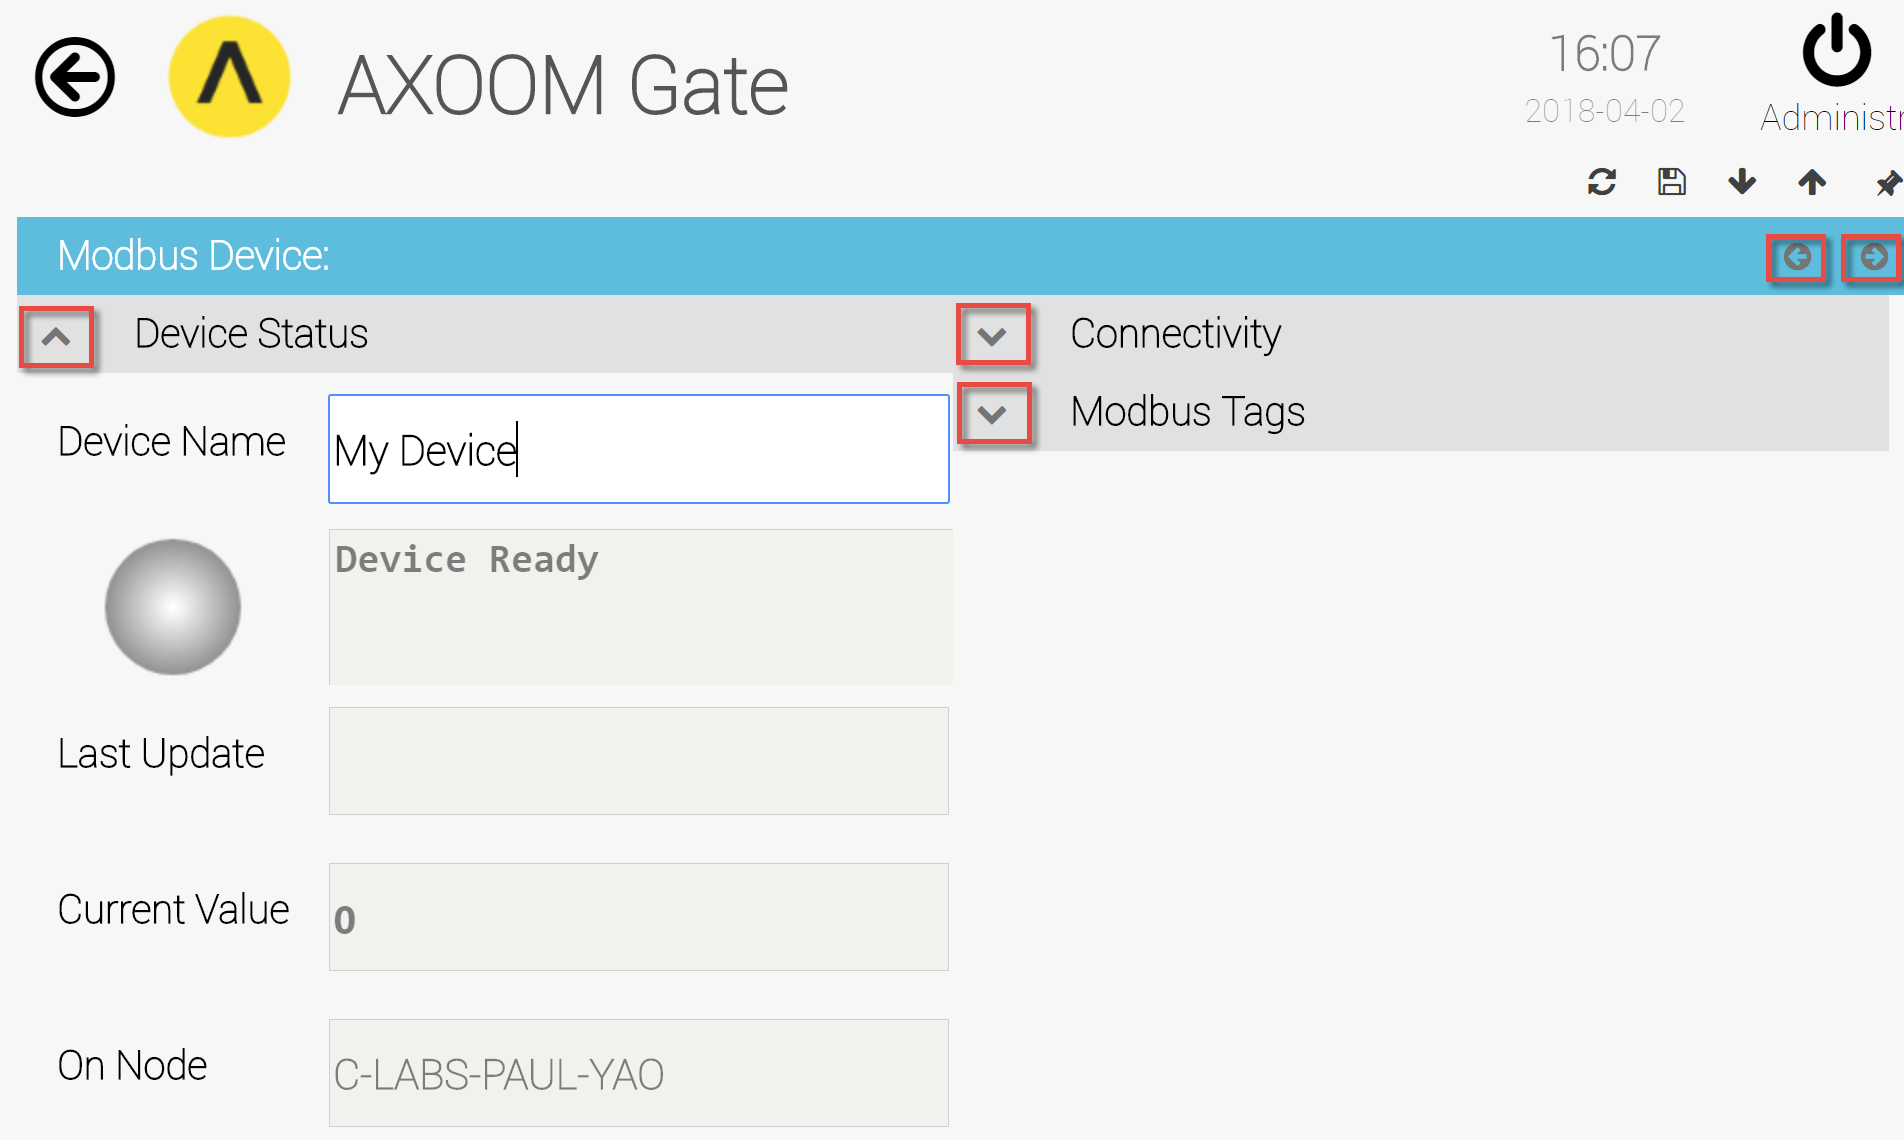 AXOOM Gate
16:07
2018-04-02
Administr
Modbus Device:
Device Status
Connectivity
Modbus Tags
Device Name
My Device
Device Ready
Last Update
Current Value
0
On Node
C-LABS-PAUL-YAO